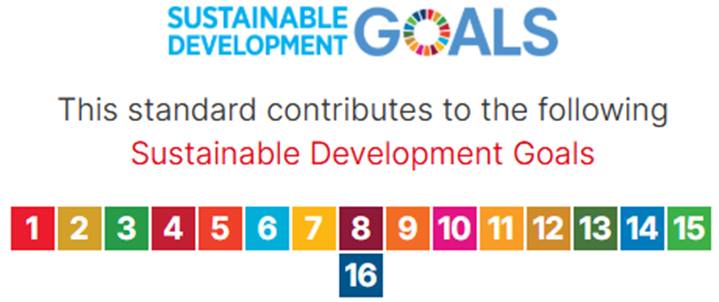 SUSTAINABLE
DEVELOPMENT GOALS
This standard contributes to the following
Sustainable Development Goals
1 2 3 4 5 6 7 8 9 10 11 12 13 14 15
16